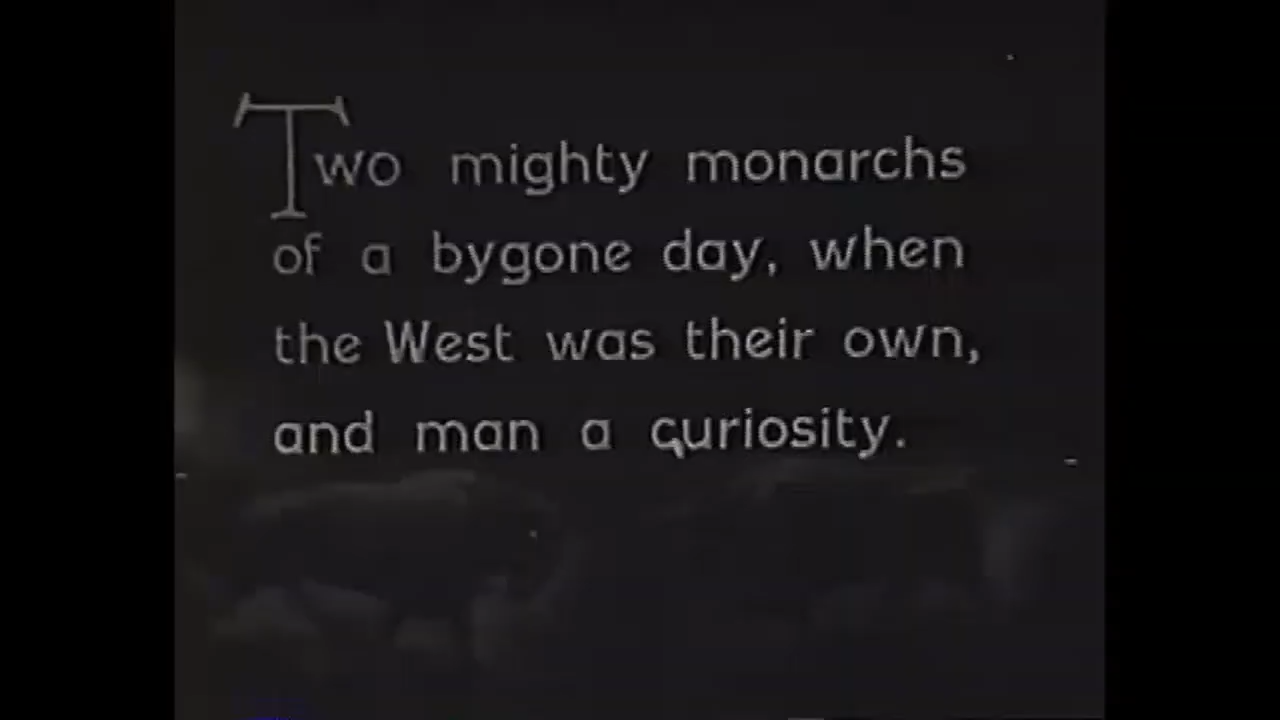 Two mighty monarchs
of a bygone day, when
the West was their own,
and man a curiosity.